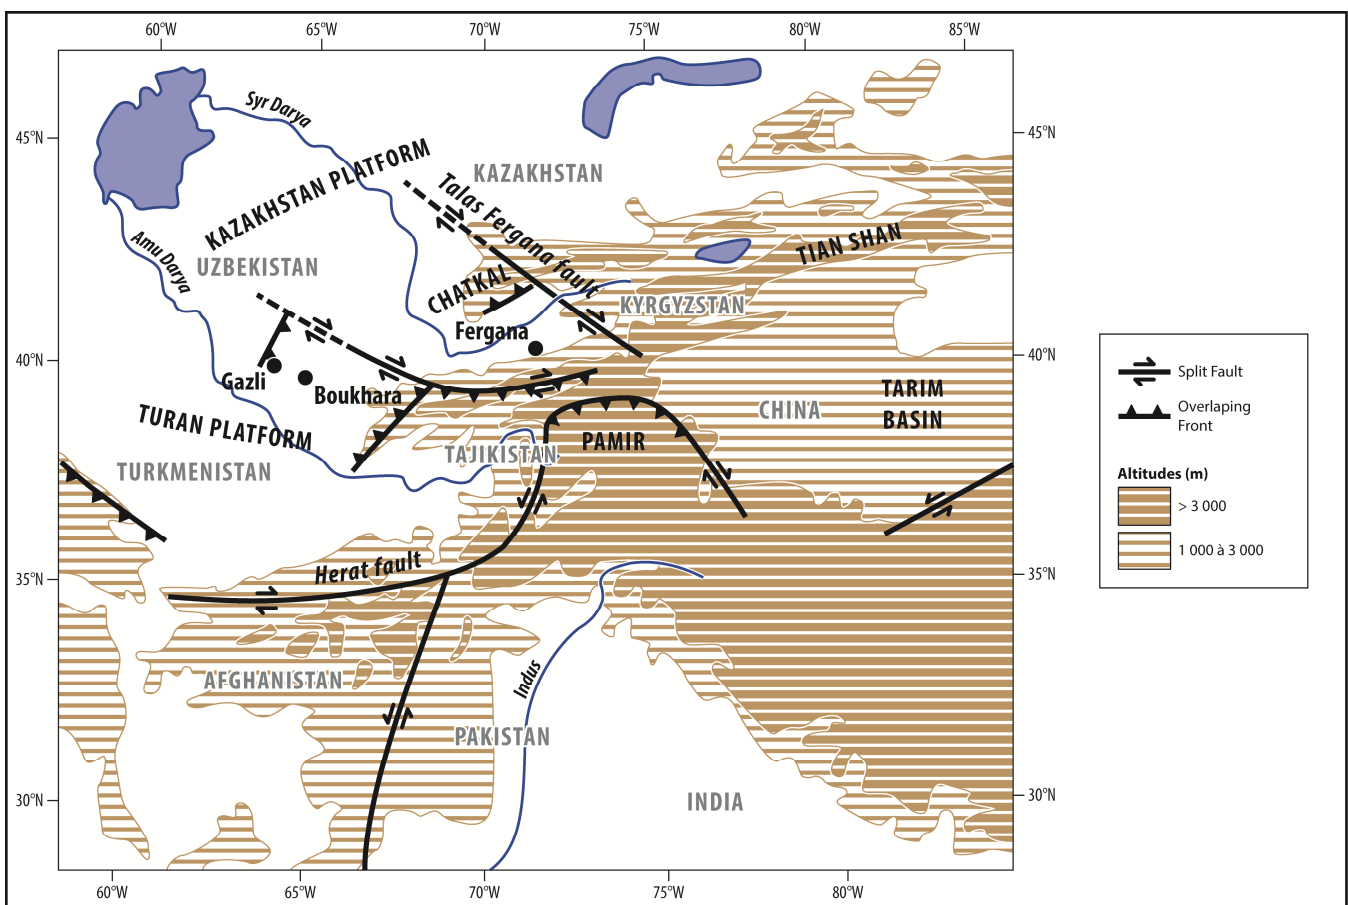 60°W 65°W 70°W 75°W 80°W 85°W
Syr Darya
45°N
45°N
KAZAKHSTAN PLATFORM
KAZAKHSTAN
Talas Fergana fault
Amu Darya
UZBEKISTAN
TIAN SHAN
CHATKAL
KYRGYZSTAN
Fergana
40°N
40°N
Gazli
Boukhara
TARIM
BASIN
CHINA
TURAN PLATFORM
PAMIR
TAJIKISTAN
TURKMENISTAN
Herat fault
35°N
35°N
AFGHANISTAN
Indus
PAKISTAN
INDIA
30°N
30°N
60°W 65°W 70°W 75°W 80°W
Split Fault
Overlaping
Front
Altitudes (m)
> 3 000
1 000 à 3 000